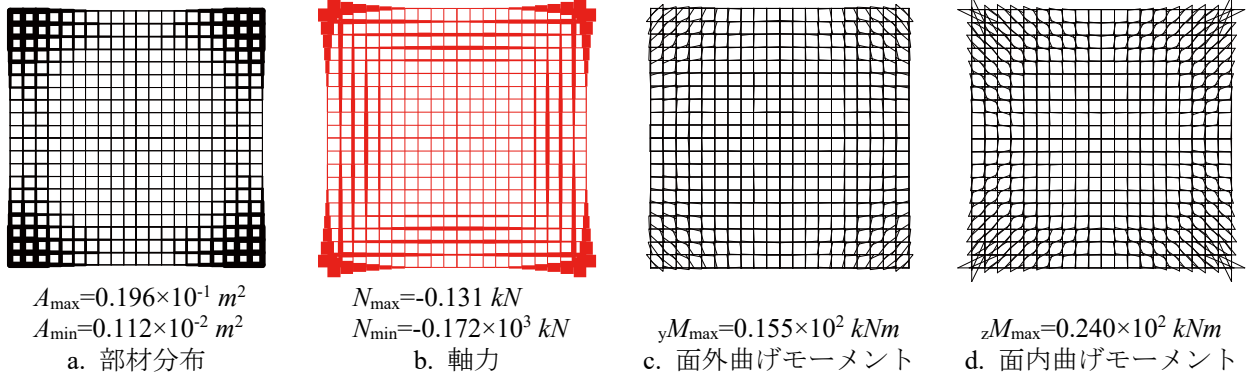 Amax=0.196×10-1 m2
Amin=0.112×10-2 m2
a. 部材分布
Nmax=-0.131 kN
Nmin=-0.172×103 kN
b. 軸力
yMmax=0.155×102 kNm
c. 面外曲げモーメント
zMmax=0.240×102 kNm
d. 面内曲げモーメント